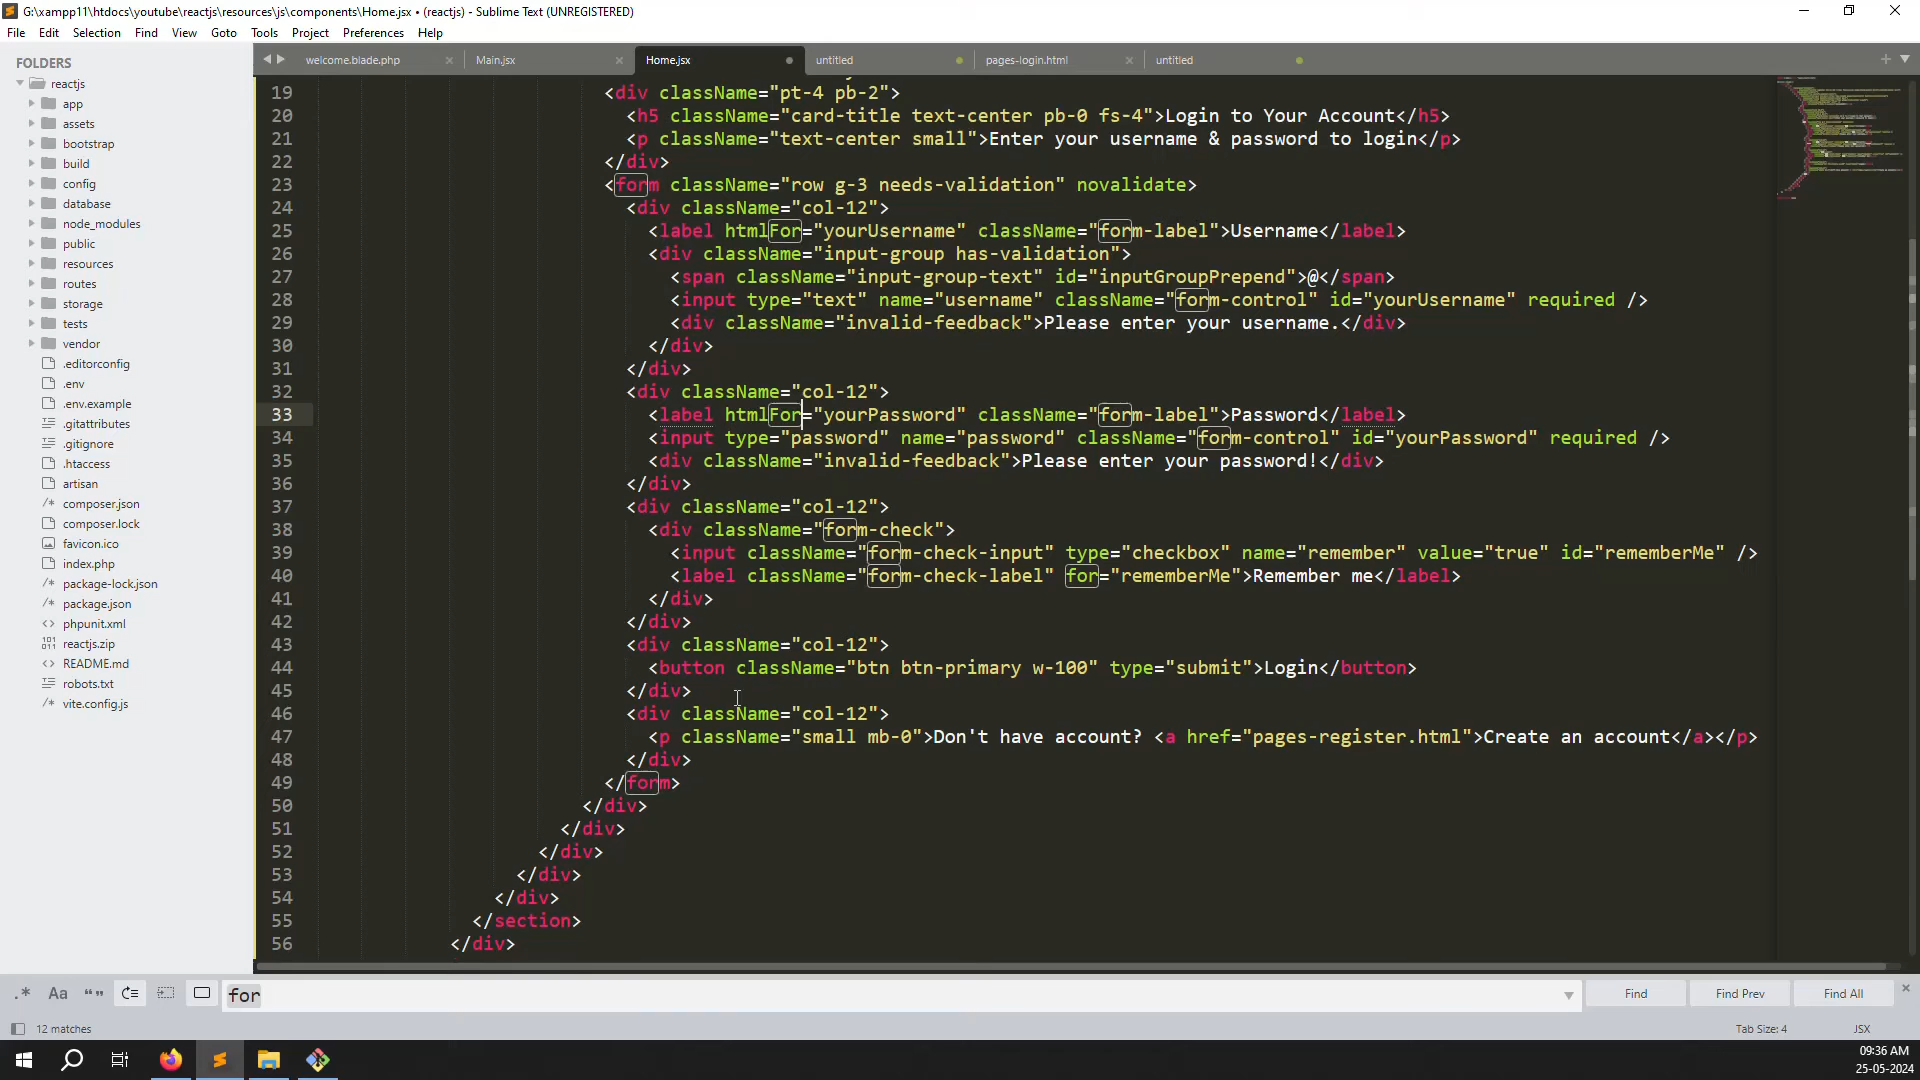 G:\xampp11\htdocs\youtube\reactjs\resources\js\components\Home.jsx • (reactjs) - Sublime Text (UNREGISTERED)
File Edit Selection Find View Goto Tools Project Preferences Help
FOLDERS
reactjs
app
assets
bootstrap
build
config
database
node_modules
public
resources
routes
storage
tests
vendor
.editorconfig
.env
.env.example
.gitattributes
.gitignore
.htaccess
artisan
composer.json
composer.lock
favicon.ico
index.php
package-lock.json
package.json
phpunit.xml
reactjs.zip
README.md
robots.txt
vite.config.js
welcome.blade.php Main.jsx Home.jsx untitled pages-login.html untitled
19 <div className="pt-4 pb-2">
20 <h5 className="card-title text-center pb-0 fs-4">Login to Your Account</h5>
21 <p className="text-center small">Enter your username & password to login</p>
22 </div>
23 <form className="row g-3 needs-validation" novalidate>
24 <div className="col-12">
25 <label htmlFor="yourUsername" className="form-label">Username</label>
26 <div className="input-group has-validation">
27 <span className="input-group-text" id="inputGroupPrepend">@</span>
28 <input type="text" name="username" className="form-control" id="yourUsername" required />
29 <div className="invalid-feedback">Please enter your username.</div>
30 </div>
31 </div>
32 <div className="col-12">
33 <label htmlFor="yourPassword" className="form-label">Password</label>
34 <input type="password" name="password" className="form-control" id="yourPassword" required />
35 <div className="invalid-feedback">Please enter your password!</div>
36 </div>
37 <div className="col-12">
38 <div className="form-check">
39 <input className="form-check-input" type="checkbox" name="remember" value="true" id="rememberMe" />
40 <label className="form-check-label" for="rememberMe">Remember me</label>
41 </div>
42 </div>
43 <div className="col-12">
44 <button className="btn btn-primary w-100" type="submit">Login</button>
45 </div>
46 <div className="col-12">
47 <p className="small mb-0">Don't have account? <a href="pages-register.html">Create an account</a></p>
48 </div>
49 </form>
50 </div>
51 </div>
52 </div>
53 </div>
54 </div>
55 </section>
56 </div>
.* Aa “” for Find Find Prev Find All
12 matches Tab Size: 4 JSX
09:36 AM
25-05-2024